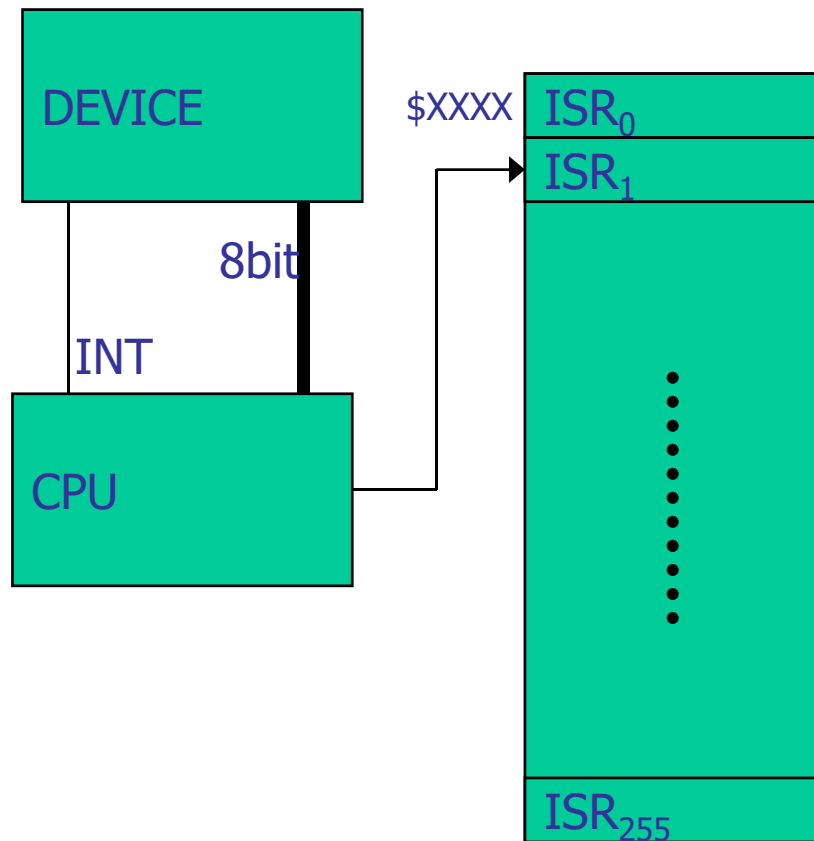 DEVICE
$XXXX
ISR0
ISR1
8bit
INT
CPU
ISR255